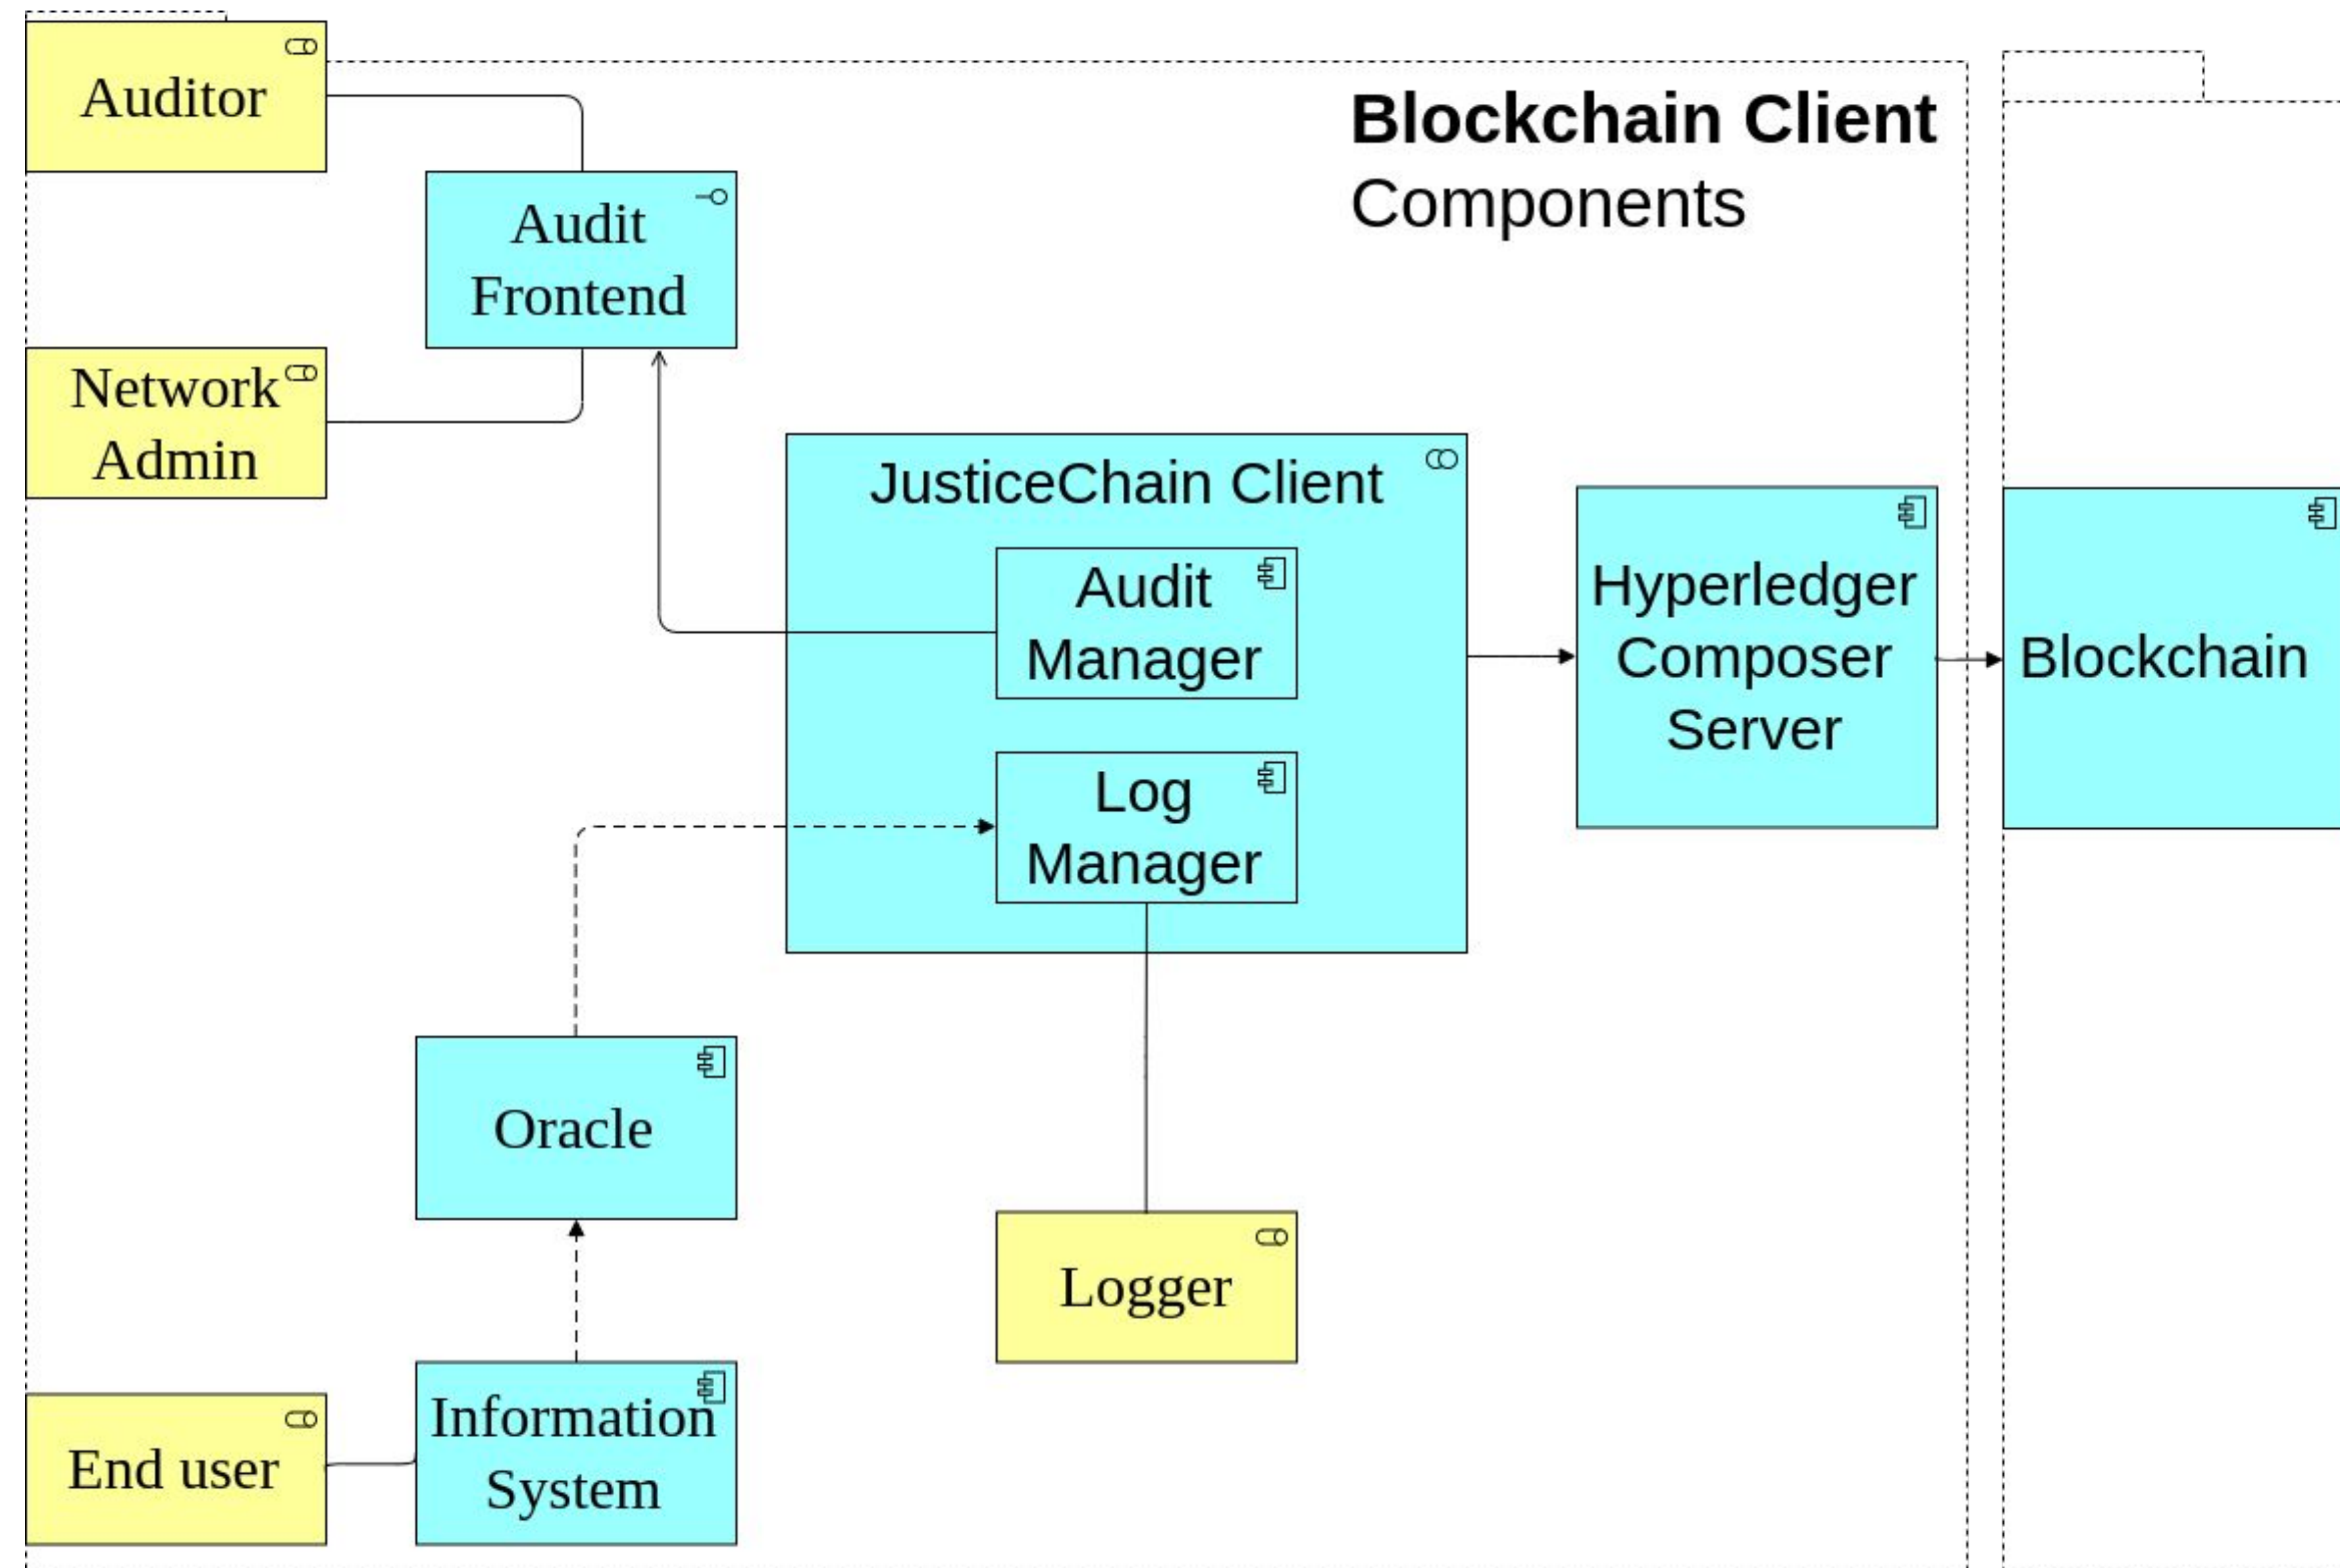 Auditor
Blockchain Client
Components
Audit
Frontend
Network
Admin
JusticeChain Client
Audit
Manager
Hyperledger
Composer
Server
Blockchain
Log
Manager
Oracle
Logger
Information
System
End user